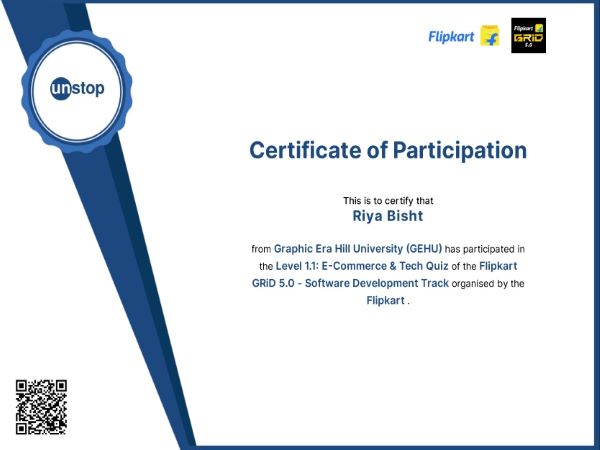 Flipkart
Flipkart
GRiD
5.0
unstop
Certificate of Participation
This is to certify that
Riya Bisht
from Graphic Era Hill University (GEHU) has participated in
the Level 1.1: E-Commerce & Tech Quiz of the Flipkart
GRiD 5.0 - Software Development Track organised by the
Flipkart .